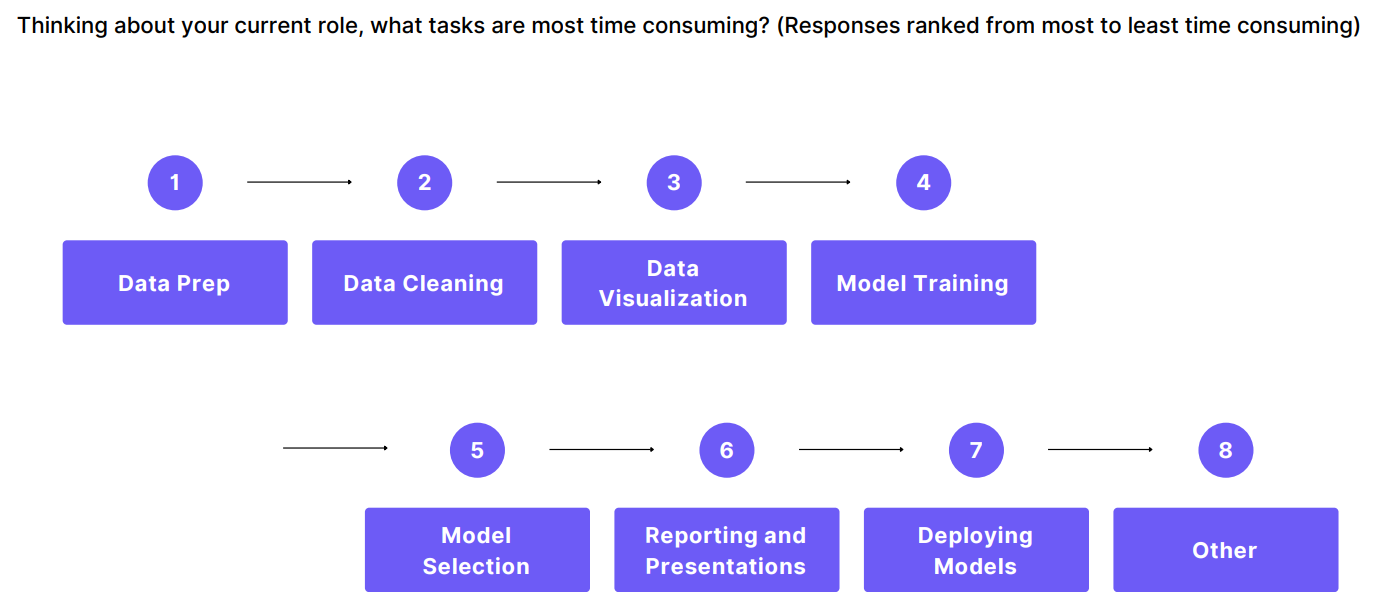 Thinking about your current role, what tasks are most time consuming? (Responses ranked from most to least time consuming)
1
2
3
4
Data Prep
Data Cleaning
Data
Visualization
Model Training
5
6
7
8
Model
Selection
Reporting and
Presentations
Deploying
Models
Other